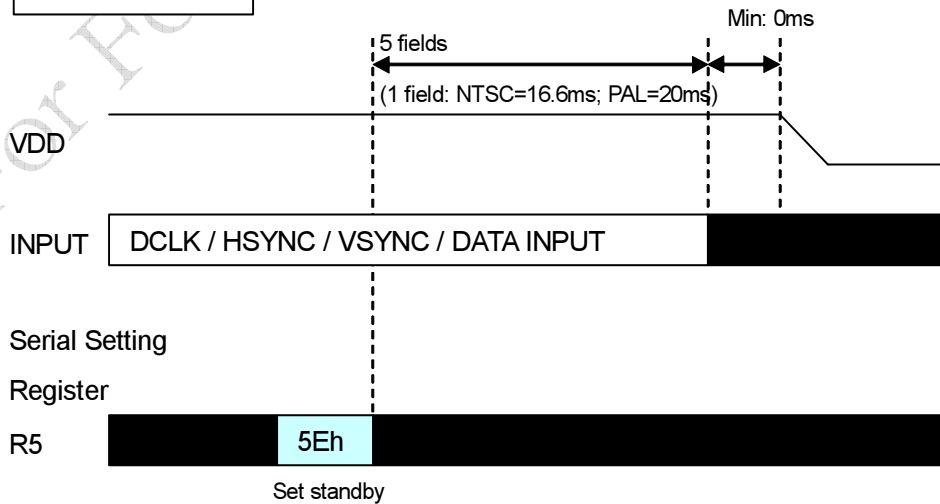 Min: 0ms
5 fields
(1 field: NTSC=16.6ms; PAL=20ms)
VDD
INPUT DCLK / HSYNC / VSYNC / DATA INPUT
Serial Setting
Register
R5 5Eh
Set standby